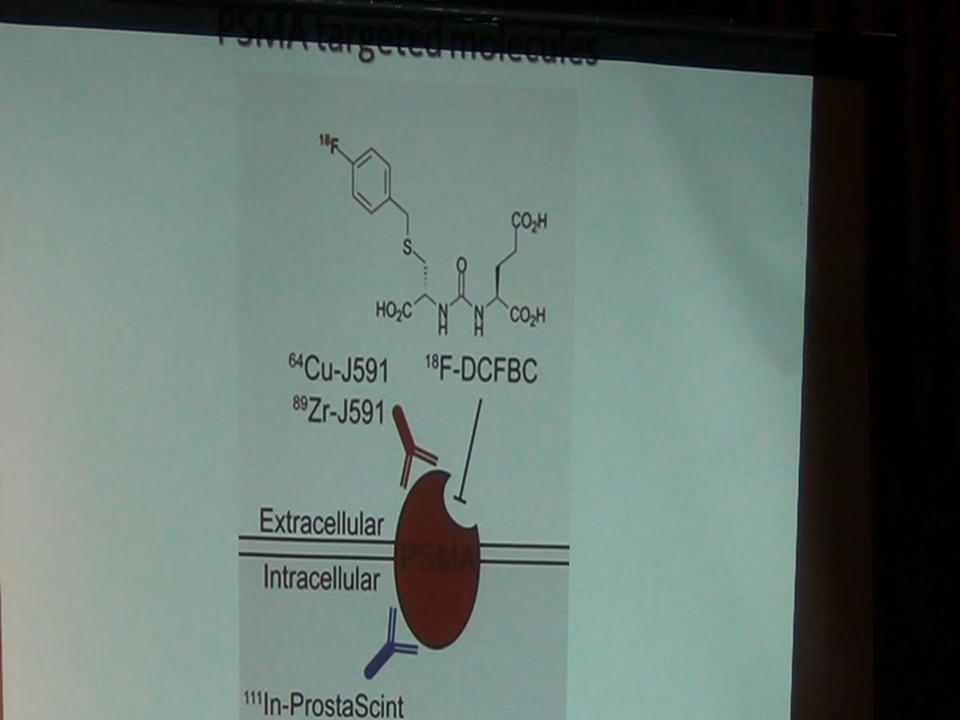 PSMA targeted molecules
¹⁸F
S
CO₂H
O
HO₂C
N
H
N
H
CO₂H
⁶⁴Cu-J591
¹⁸F-DCFBC
⁸⁹Zr-J591
Extracellular
PSMA
Intracellular
¹¹¹In-ProstaScint